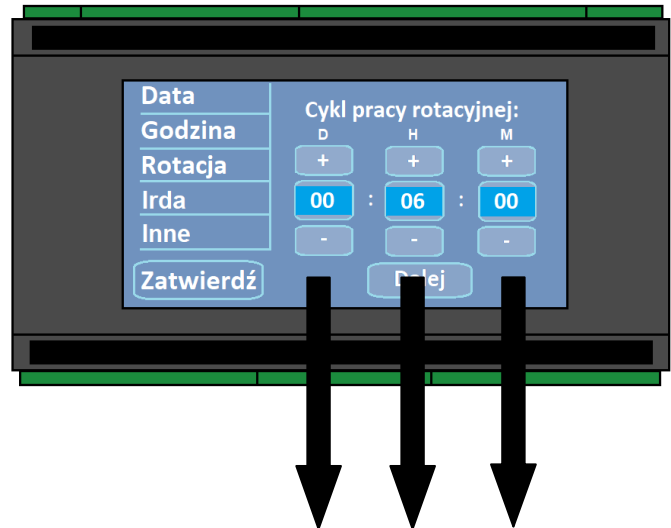 Data
Godzina
Rotacja
Irda
Inne
Zatwierdź
Cykl pracy rotacyjnej:
D H M
+ + +
00 : 06 : 00
- - -